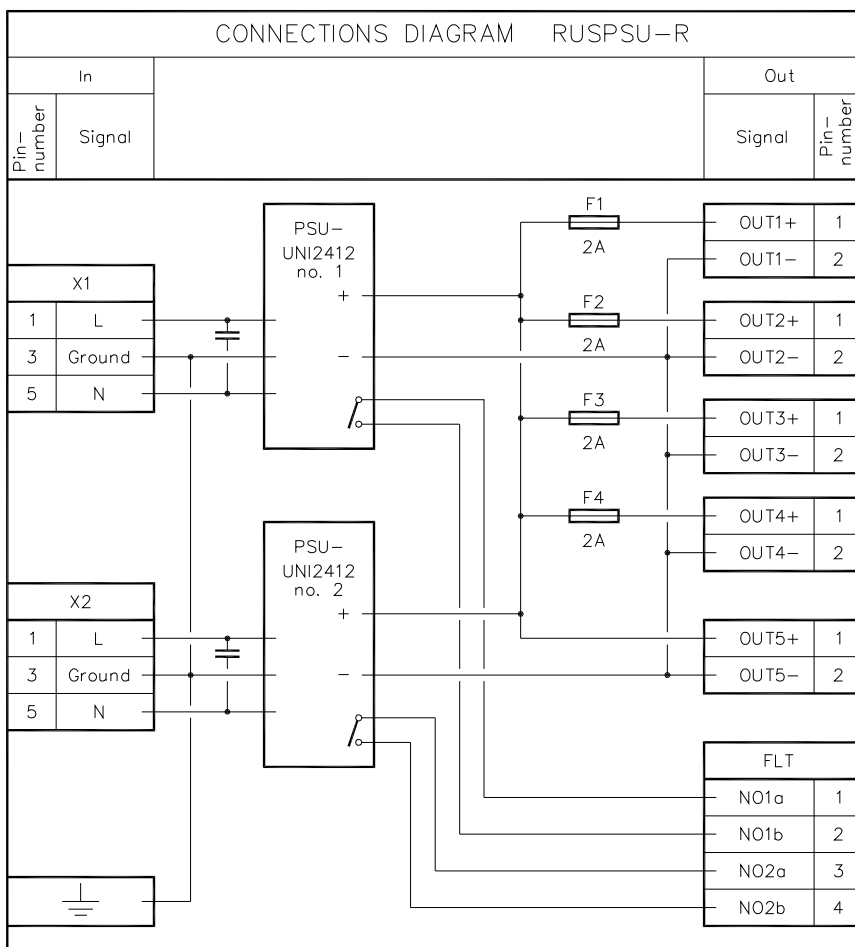 CONNECTIONS DIAGRAM RUSPSU-R
In
Out
Pin-
number
Signal
Signal
Pin-
number
X1
1 L
3 Ground
5 N
PSU-
UNI2412
no. 1
+
-
F1
2A
F2
2A
F3
2A
F4
2A
OUT1+ 1
OUT1- 2
OUT2+ 1
OUT2- 2
OUT3+ 1
OUT3- 2
OUT4+ 1
OUT4- 2
X2
1 L
3 Ground
5 N
PSU-
UNI2412
no. 2
+
-
OUT5+ 1
OUT5- 2
FLT
NO1a 1
NO1b 2
NO2a 3
NO2b 4